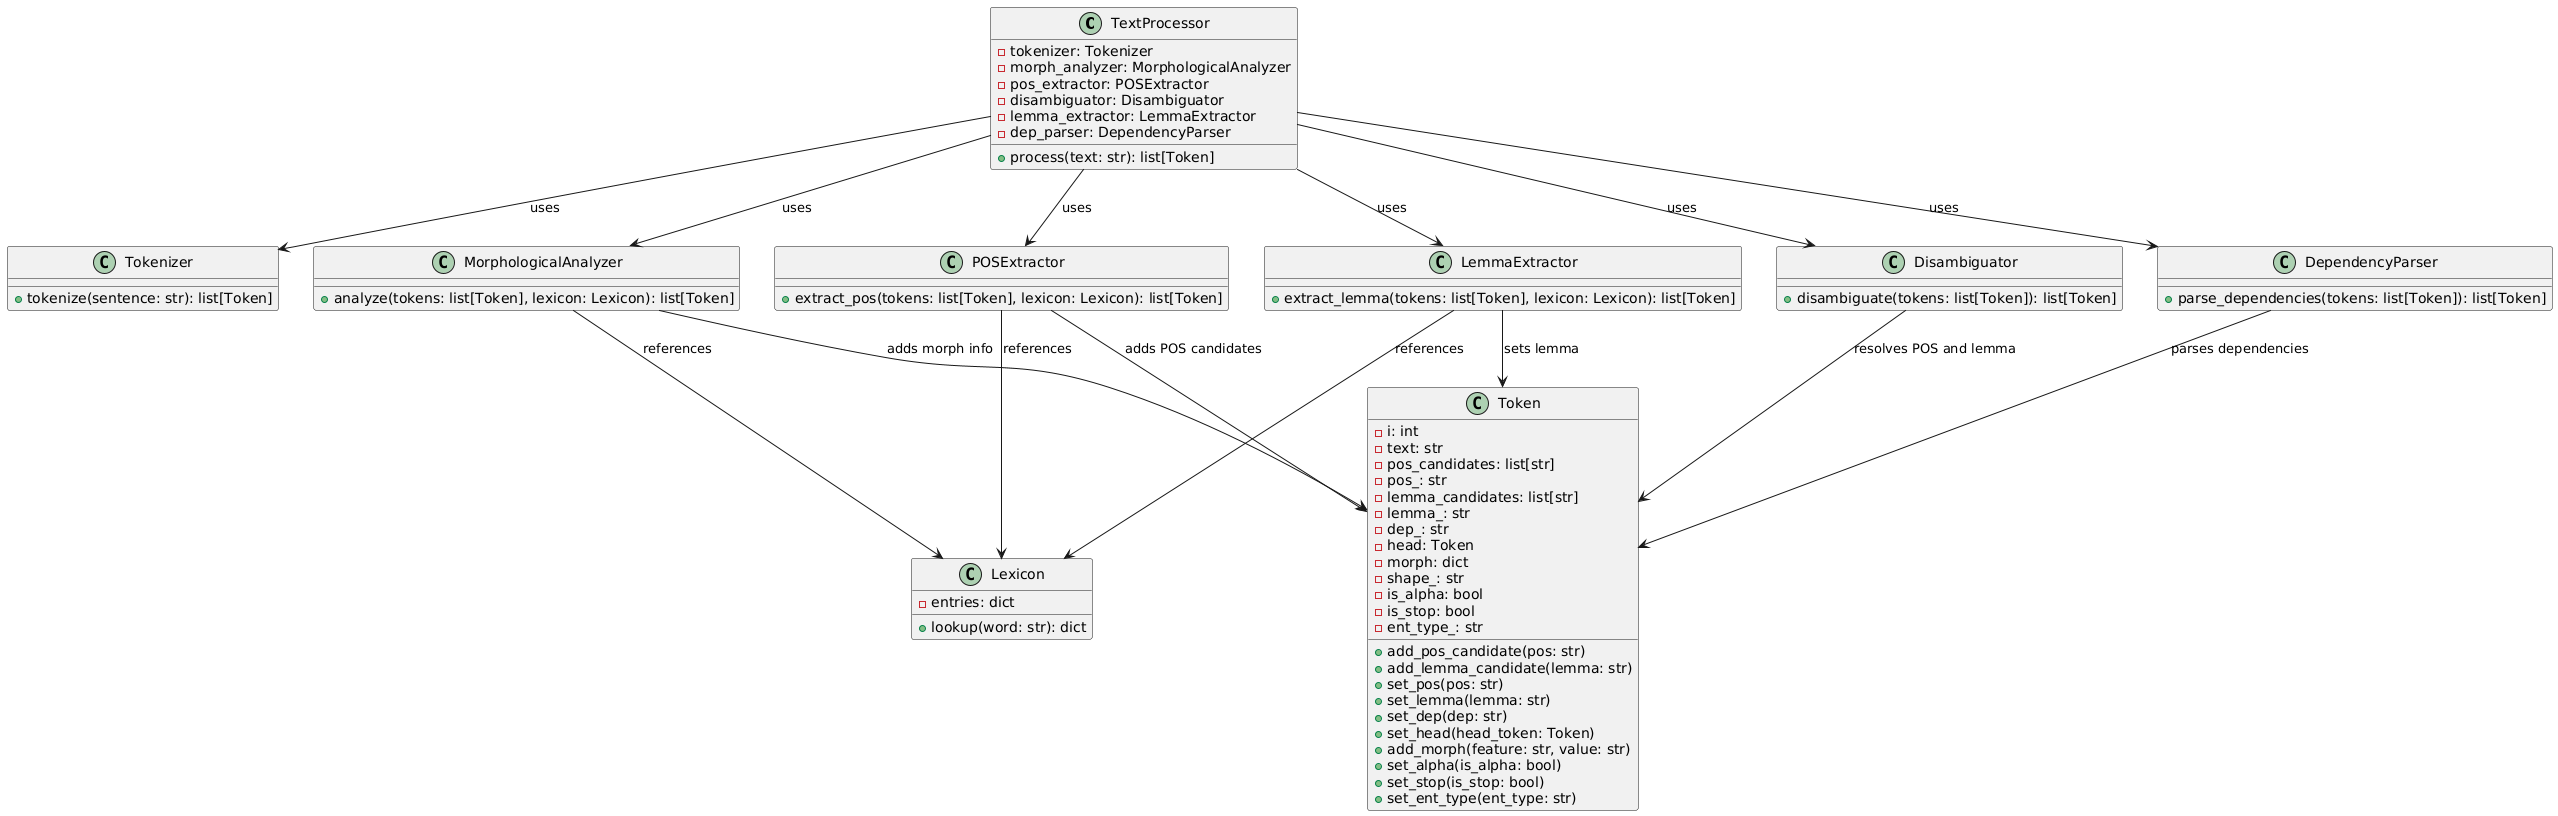 C TextProcessor
tokenizer: Tokenizer
morph_analyzer: MorphologicalAnalyzer
pos_extractor: POSExtractor
disambiguator: Disambiguator
lemma_extractor: LemmaExtractor
dep_parser: DependencyParser
process(text: str): list[Token]
uses
uses
uses
uses
uses
uses
C Tokenizer
tokenize(sentence: str): list[Token]
C MorphologicalAnalyzer
analyze(tokens: list[Token], lexicon: Lexicon): list[Token]
C POSExtractor
extract_pos(tokens: list[Token], lexicon: Lexicon): list[Token]
C LemmaExtractor
extract_lemma(tokens: list[Token], lexicon: Lexicon): list[Token]
C Disambiguator
disambiguate(tokens: list[Token]): list[Token]
C DependencyParser
parse_dependencies(tokens: list[Token]): list[Token]
references
adds morph info
references
adds POS candidates
references
sets lemma
resolves POS and lemma
parses dependencies
C Token
i: int
text: str
pos_candidates: list[str]
pos_: str
lemma_candidates: list[str]
lemma_: str
dep_: str
head: Token
morph: dict
shape_: str
is_alpha: bool
is_stop: bool
ent_type_: str
add_pos_candidate(pos: str)
add_lemma_candidate(lemma: str)
set_pos(pos: str)
set_lemma(lemma: str)
set_dep(dep: str)
set_head(head_token: Token)
add_morph(feature: str, value: str)
set_alpha(is_alpha: bool)
set_stop(is_stop: bool)
set_ent_type(ent_type: str)
C Lexicon
entries: dict
lookup(word: str): dict